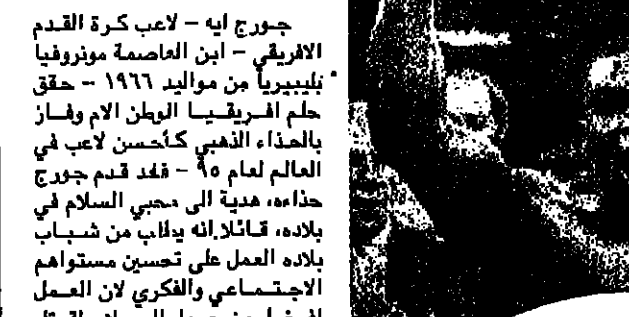 جورج ايه – لاعب كرة القدم
الافريقي – ابن العاصمة مونروفيا
بليبيريا من مواليد ١٩٦٦ – حقق
حلم افريقيا الوطن الام وفاز
بالحذاء الذهبي كأحسن لاعب في
العالم لعام ٩٥ – فقد قدم جورج
حذاءه، هدية الى محبي السلام في
بلاده، قائلا انه يطلب من شباب
بلاده العمل على تحسين مستواهم
الاجتماعي والفكري لان العمل